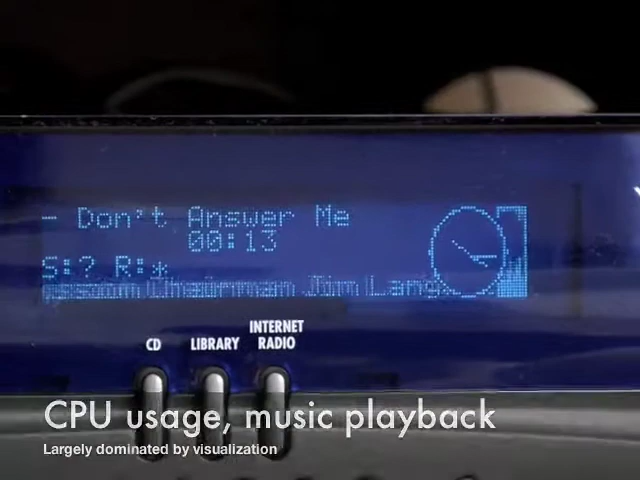 - Don't Answer Me
00:13
S:? R:*
Chairman Jim Lang
CD
LIBRARY
INTERNET
RADIO
CPU usage, music playback
Largely dominated by visualization